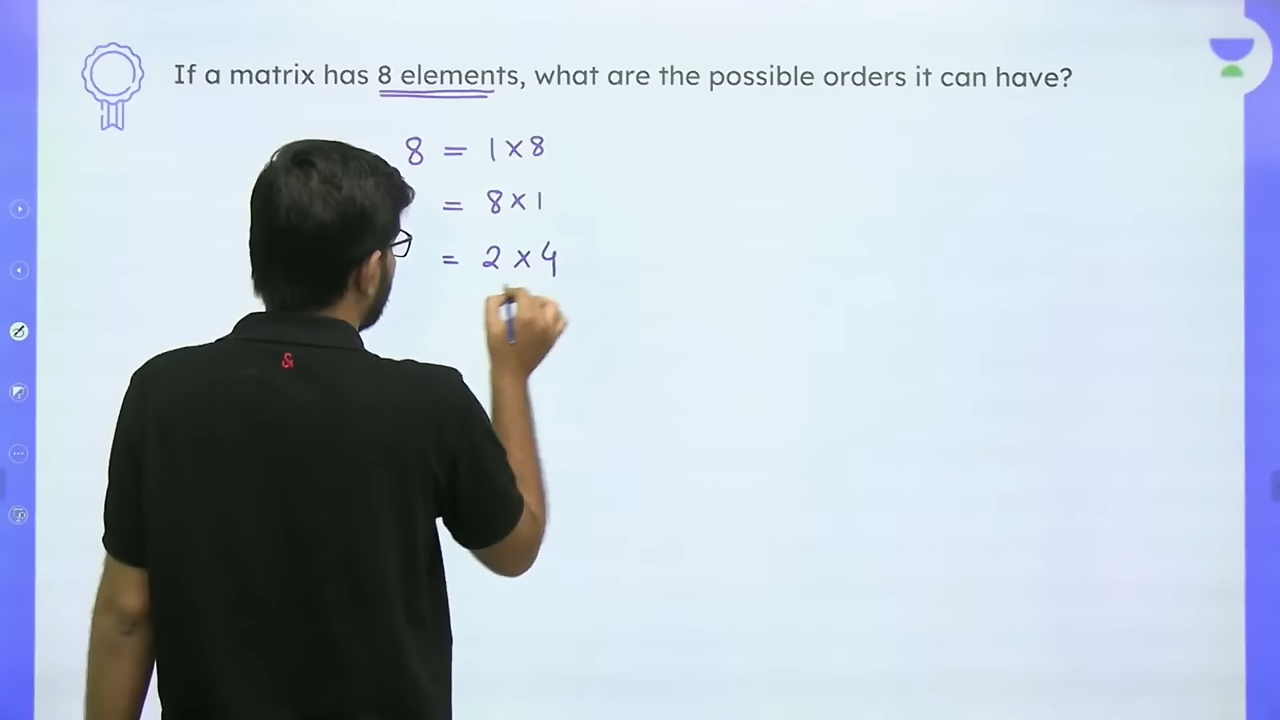 If a matrix has 8 elements, what are the possible orders it can have?
8 = 1 × 8
= 8 × 1
= 2 × 4